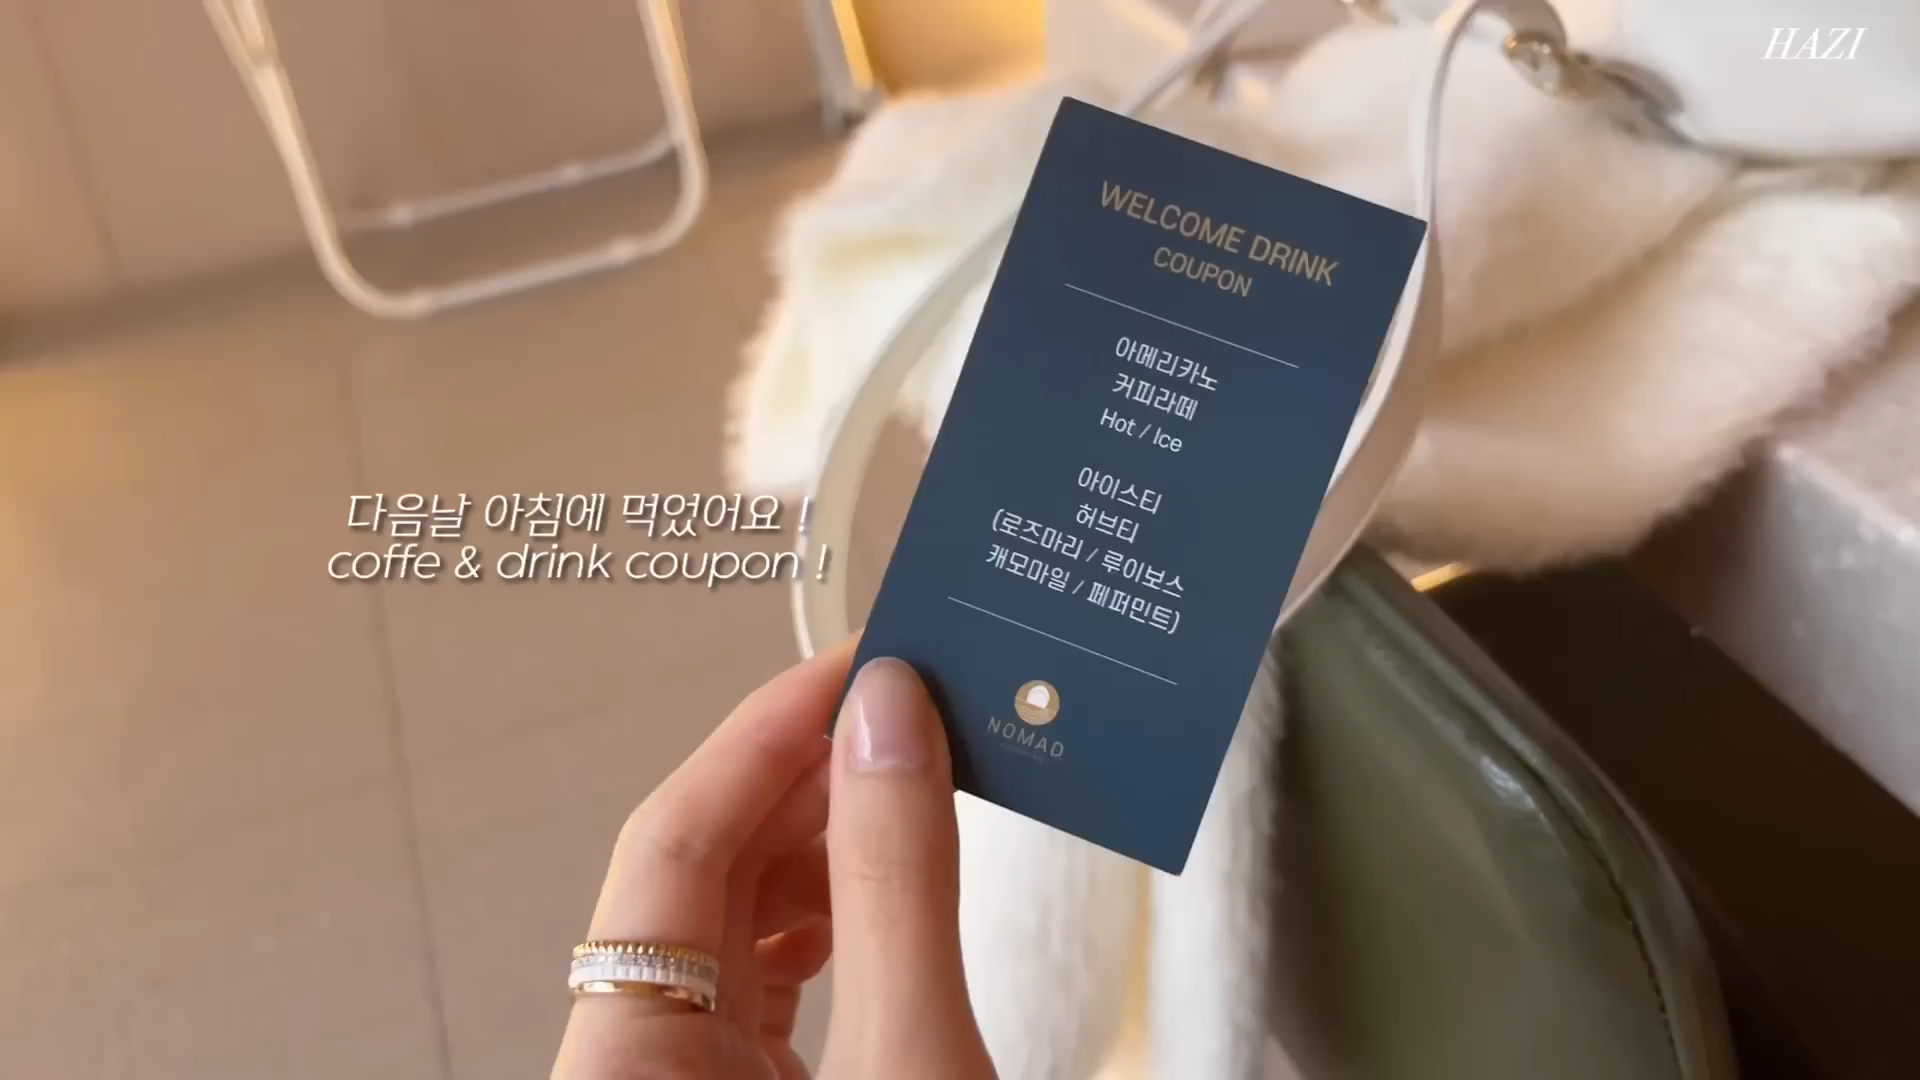 HAZI
WELCOME DRINK
COUPON
아메리카노
커피라떼
Hot / Ice
아이스티
허브티
(로즈마리 / 루이보스
캐모마일 / 페퍼민트)
NOMAD
다음날 아침에 먹었어요 !
coffe & drink coupon !